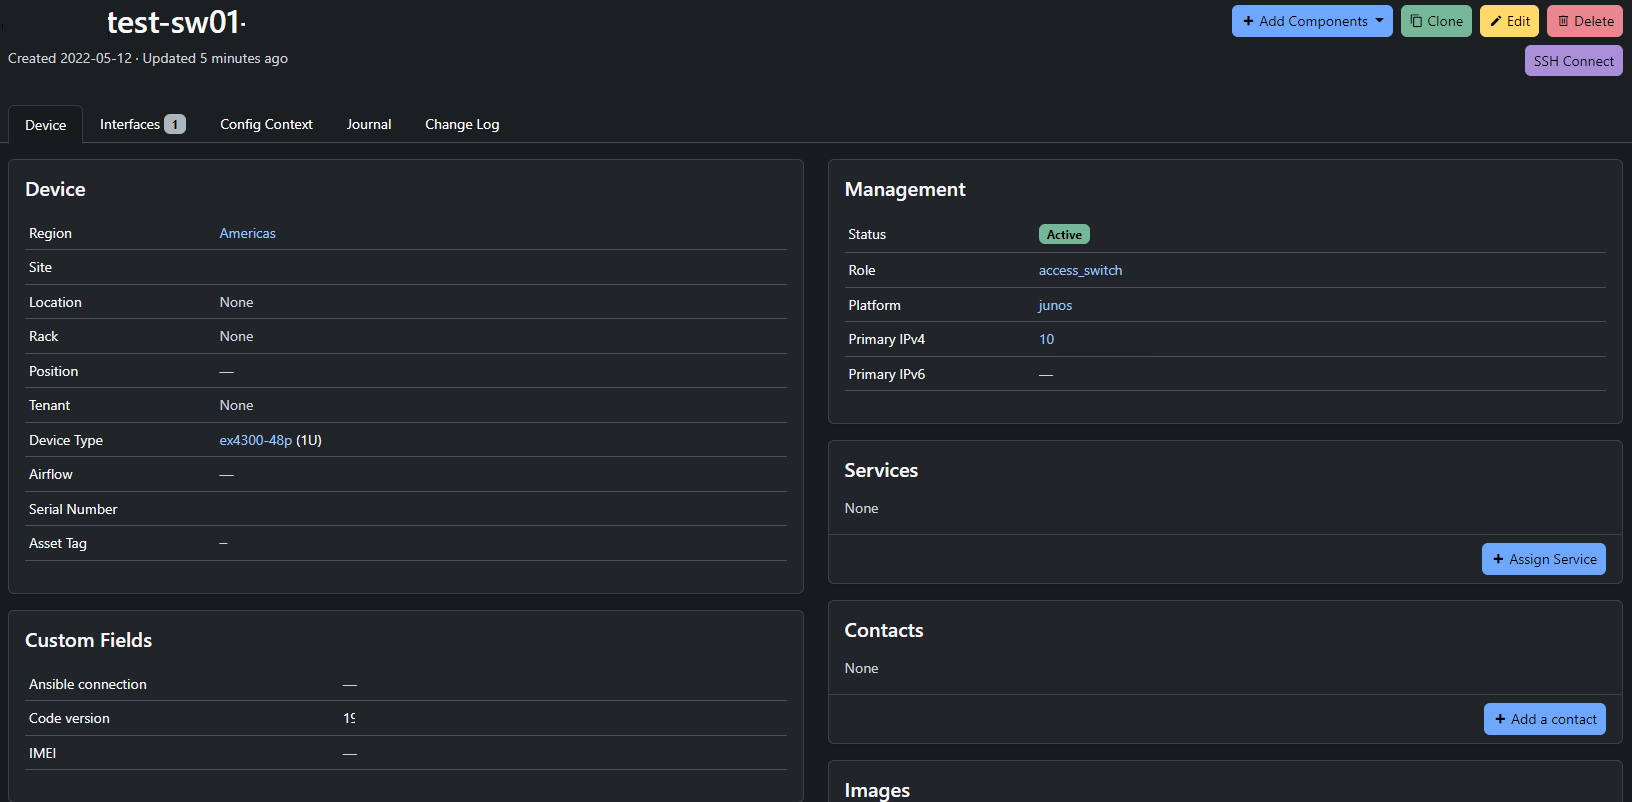 test-sw01-
Add Components
Clone
Edit
Delete
Created 2022-05-12 · Updated 5 minutes ago
SSH Connect
Device
Interfaces 1
Config Context
Journal
Change Log
Device
Region Americas
Site
Location None
Rack None
Position —
Tenant None
Device Type ex4300-48p (1U)
Airflow —
Serial Number
Asset Tag —
Custom Fields
Ansible connection —
Code version 19
IMEI —
Management
Status Active
Role access_switch
Platform junos
Primary IPv4 10
Primary IPv6 —
Services
None
Assign Service
Contacts
None
Add a contact
Images